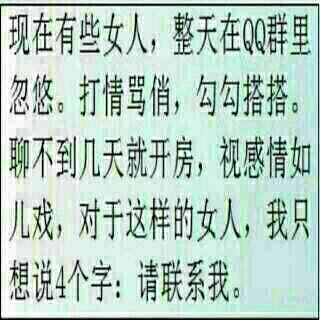 现在有些女人，整天在QQ群里
忽悠。打情骂俏，勾勾搭搭。
聊不到几天就开房，视感情如
儿戏，对于这样的女人，我只
想说4个字：请联系我。